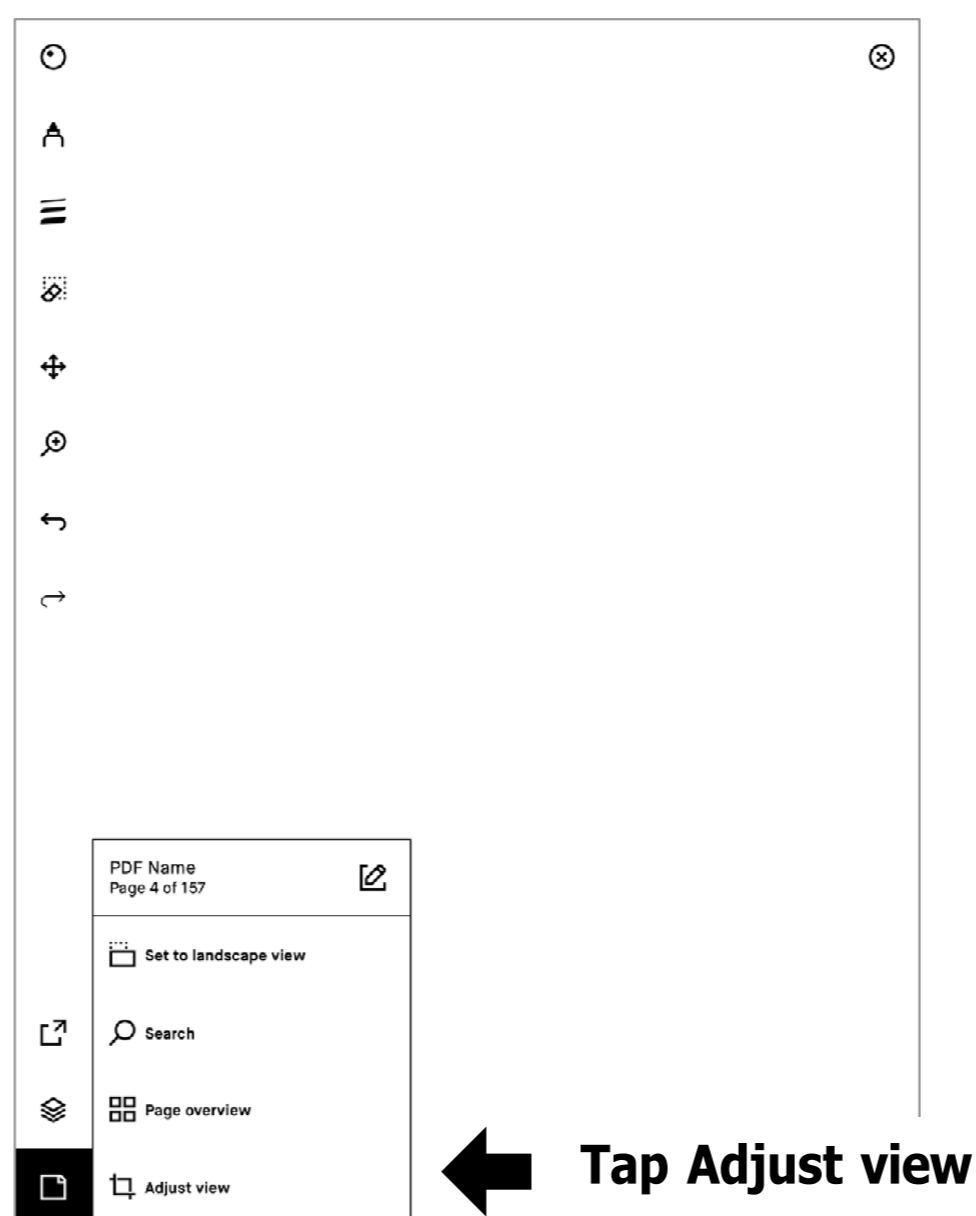 PDF Name
Page 4 of 157
Set to landscape view
Search
Page overview
Adjust view
Tap Adjust view